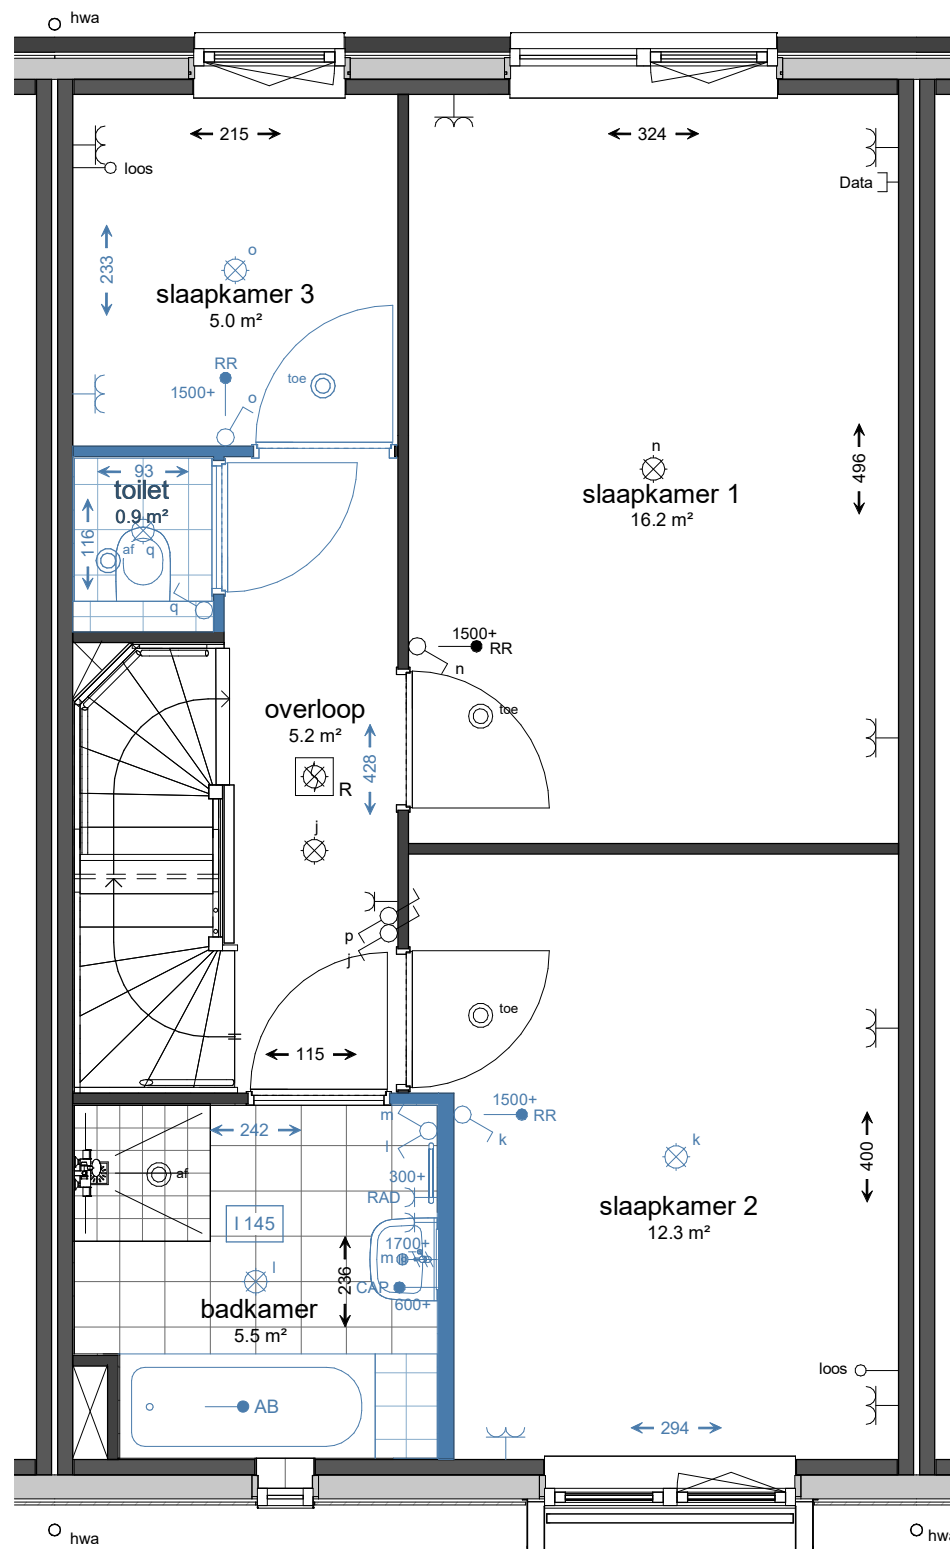 hwa
215
324
loos
Data
233
o
slaapkamer 3
5.0 m²
RR
1500+
toe
o
n
496
slaapkamer 1
16.2 m²
93
toilet
0.9 m²
116
af
q
q
1500+
RR
n
overloop
5.2 m²
toe
428
R
j
p
j
toe
115
1500+
RR
k
m
l
242
300+
RAD
k
400
slaapkamer 2
12.3 m²
af
I 145
1700+
m
236
l
CAP
600+
badkamer
5.5 m²
loos
AB
294
hwa
hwa